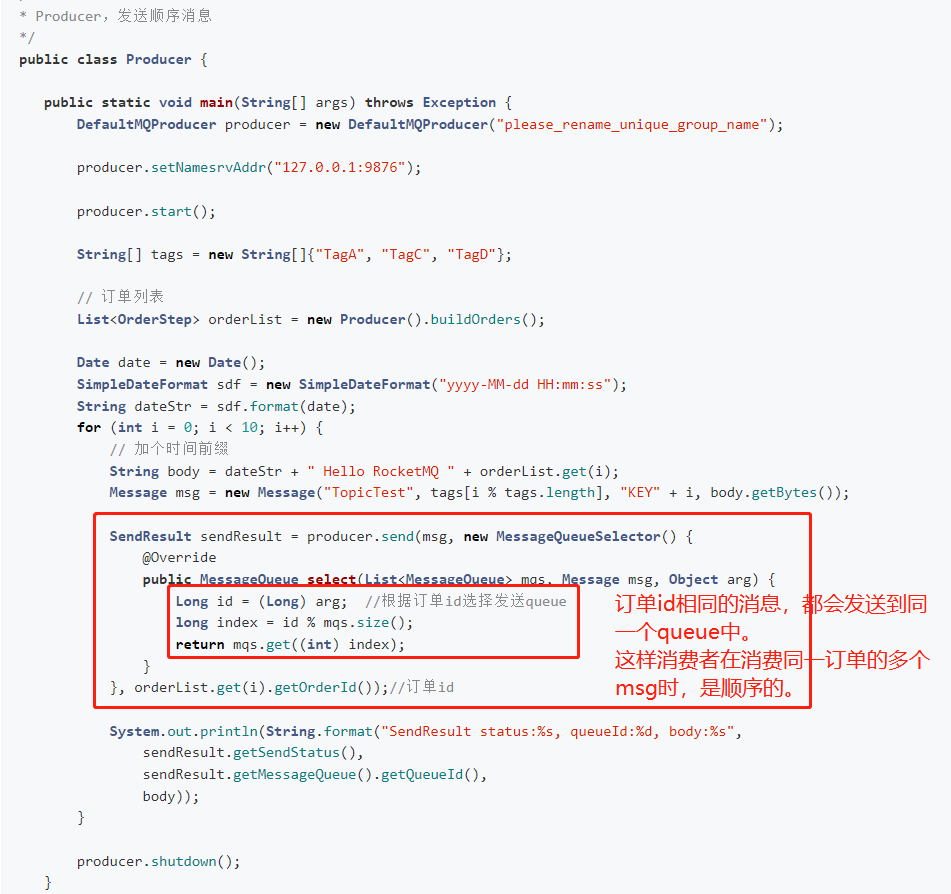 * Producer，发送顺序消息
*/
public class Producer {
public static void main(String[] args) throws Exception {
DefaultMQProducer producer = new DefaultMQProducer("please_rename_unique_group_name");
producer.setNamesrvAddr("127.0.0.1:9876");
producer.start();
String[] tags = new String[]{"TagA", "TagC", "TagD"};
// 订单列表
List<OrderStep> orderList = new Producer().buildOrders();
Date date = new Date();
SimpleDateFormat sdf = new SimpleDateFormat("yyyy-MM-dd HH:mm:ss");
String dateStr = sdf.format(date);
for (int i = 0; i < 10; i++) {
// 加个时间前缀
String body = dateStr + " Hello RocketMQ " + orderList.get(i);
Message msg = new Message("TopicTest", tags[i % tags.length], "KEY" + i, body.getBytes());
SendResult sendResult = producer.send(msg, new MessageQueueSelector() {
@Override
public MessageQueue select(List<MessageQueue> mqs, Message msg, Object arg) {
Long id = (Long) arg;  //根据订单id选择发送queue
long index = id % mqs.size();
return mqs.get((int) index);
}
}, orderList.get(i).getOrderId());//订单id
订单id相同的消息，都会发送到同
一个queue中。
这样消费者在消费同一订单的多个
msg时，是顺序的。
System.out.println(String.format("SendResult status:%s, queueId:%d, body:%s",
sendResult.getSendStatus(),
sendResult.getMessageQueue().getQueueId(),
body));
}
producer.shutdown();
}